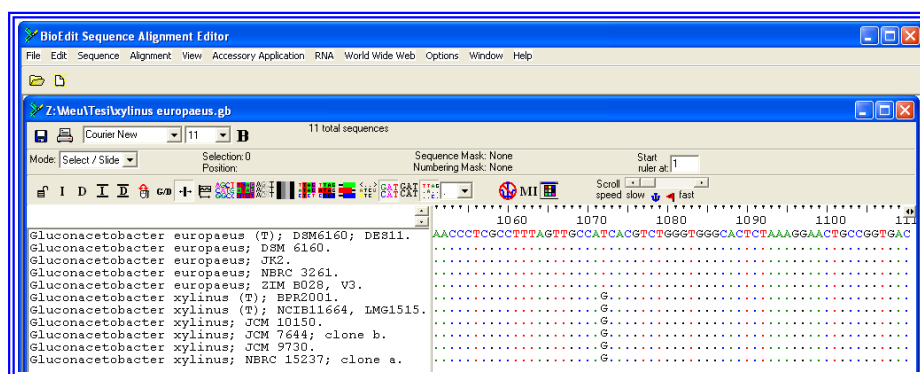 BioEdit Sequence Alignment Editor
File Edit Sequence Alignment View Accessory Application RNA World Wide Web Options Window Help
Z:\Meu\Tesi\xylinus europaeus.gb
Courier New 11 B 11 total sequences
Mode: Select / Slide Selection: 0 Position: Sequence Mask: None Numbering Mask: None Start ruler at: 1
I D I D G/D MI Scroll speed slow fast
1060 1070 1080 1090 1100 111
Gluconacetobacter europaeus (T); DSM6160; DES11. AACCCTCGCCTTTAGTTGCCATCACGTCTGGGTGGGCACTCTAAAGGAACTGCCGGTGAC
Gluconacetobacter europaeus; DSM 6160.
Gluconacetobacter europaeus; JK2.
Gluconacetobacter europaeus; NBRC 3261.
Gluconacetobacter europaeus; ZIM B028, V3.
Gluconacetobacter xylinus (T); BPR2001. G
Gluconacetobacter xylinus (T); NCIB11664, LMG1515. G
Gluconacetobacter xylinus; JCM 10150. G
Gluconacetobacter xylinus; JCM 7644; clone b. G
Gluconacetobacter xylinus; JCM 9730. G
Gluconacetobacter xylinus; NBRC 15237; clone a. G